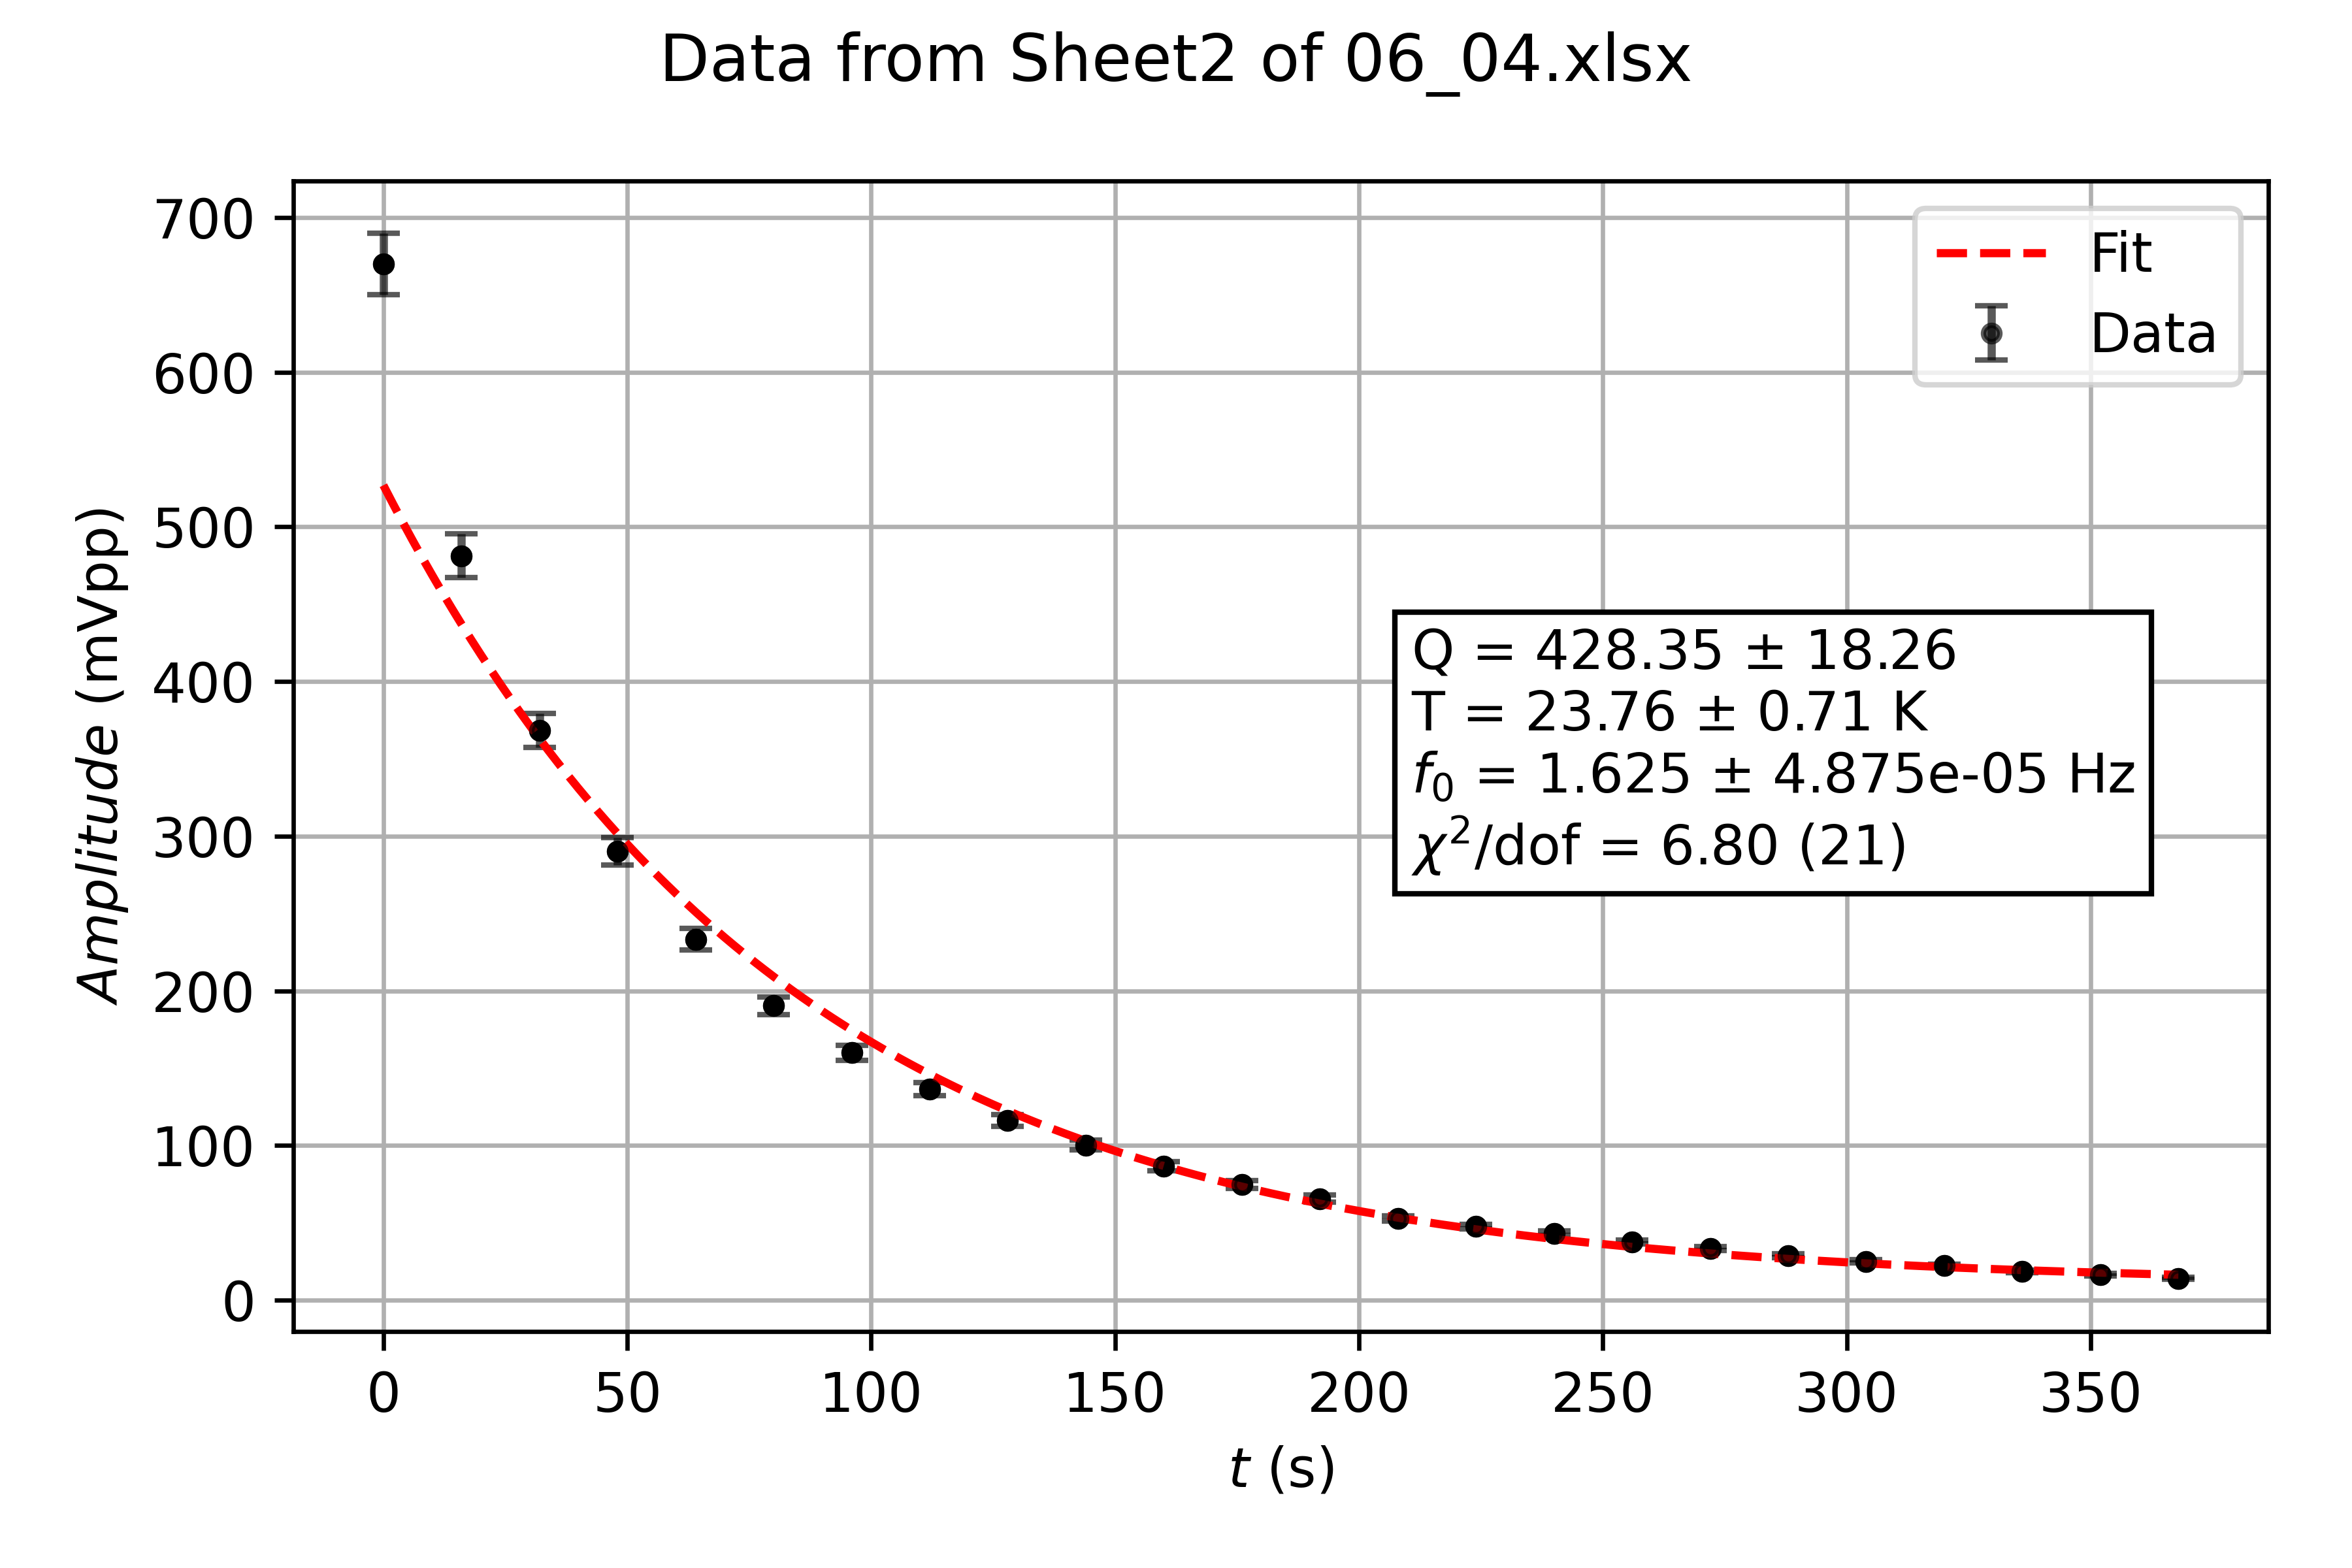 Data from Sheet2 of 06_04.xlsx
700
600
500
400
300
200
100
0
Amplitude (mVpp)
Fit
Data
Q = 428.35 ± 18.26
T = 23.76 ± 0.71 K
f₀ = 1.625 ± 4.875e-05 Hz
χ²/dof = 6.80 (21)
0 50 100 150 200 250 300 350
t (s)